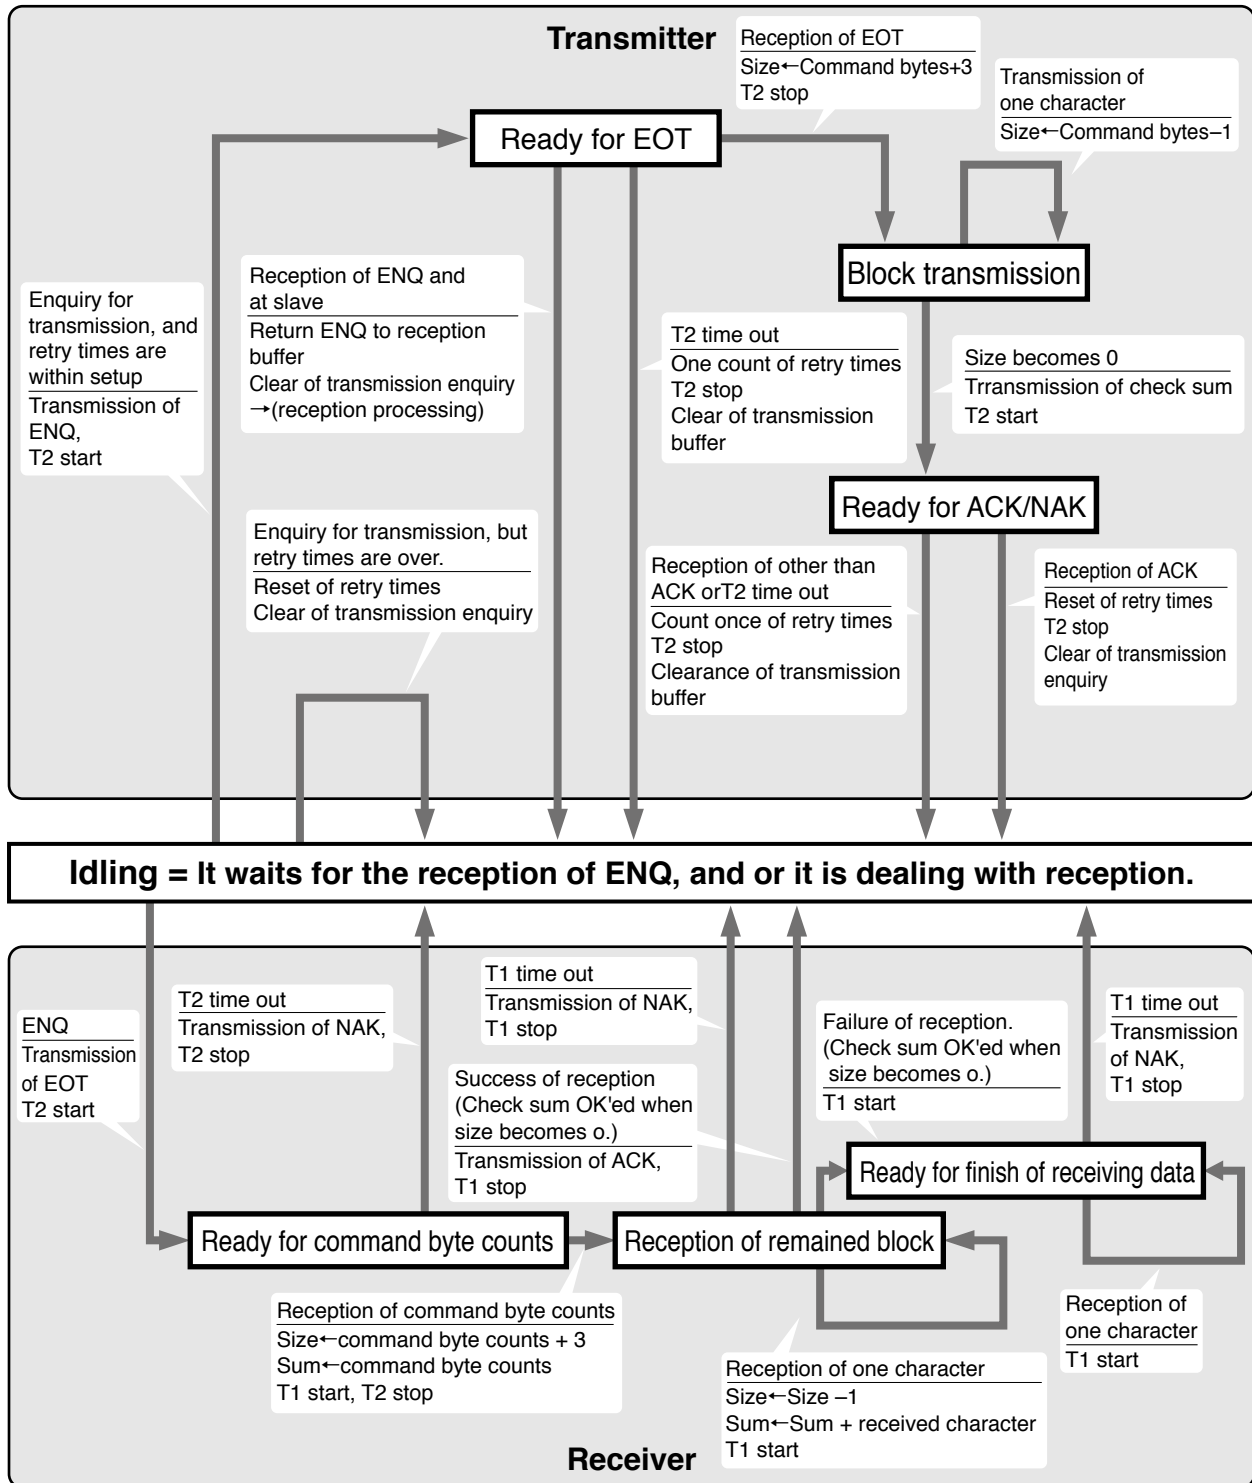 Transmitter
Reception of EOT
Size←Command bytes+3
T2 stop
Transmission of
one character
Size←Command bytes–1
Ready for EOT
Block transmission
Enquiry for
transmission, and
retry times are
within setup
Transmission of
ENQ,
T2 start
Reception of ENQ and
at slave
Return ENQ to reception
buffer
Clear of transmission enquiry
→(reception processing)
T2 time out
One count of retry times
T2 stop
Clear of transmission
buffer
Size becomes 0
Trransmission of check sum
T2 start
Ready for ACK/NAK
Enquiry for transmission, but
retry times are over.
Reset of retry times
Clear of transmission enquiry
Reception of other than
ACK orT2 time out
Count once of retry times
T2 stop
Clearance of transmission
buffer
Reception of ACK
Reset of retry times
T2 stop
Clear of transmission
enquiry
Idling = It waits for the reception of ENQ, and or it is dealing with reception.
ENQ
Transmission
of EOT
T2 start
T2 time out
Transmission of NAK,
T2 stop
T1 time out
Transmission of NAK,
T1 stop
Success of reception
(Check sum OK'ed when
size becomes o.)
Transmission of ACK,
T1 stop
Failure of reception.
(Check sum OK'ed when
size becomes o.)
T1 start
T1 time out
Transmission
of NAK,
T1 stop
Ready for finish of receiving data
Ready for command byte counts
Reception of remained block
Reception of command byte counts
Size←command byte counts + 3
Sum←command byte counts
T1 start, T2 stop
Reception of one character
Size←Size –1
Sum←Sum + received character
T1 start
Reception of
one character
T1 start
Receiver